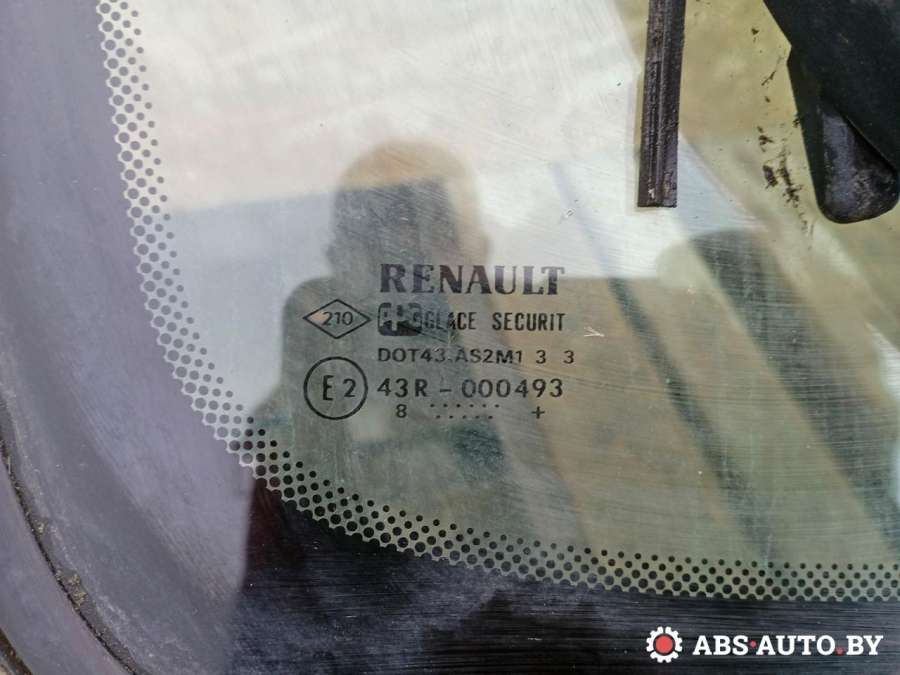 RENAULT
210 GLACE SECURIT
DOT43.AS2M1 3 3
E2 43R-000493
8 ...... ..... +
ABS-AUTO.BY